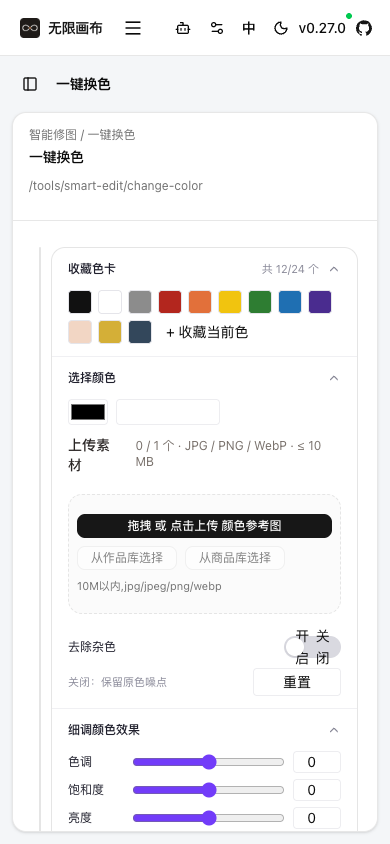 无限画布 中 v0.27.0
一键换色
智能修图 / 一键换色
一键换色
/tools/smart-edit/change-color
收藏色卡 共 12/24 个
+ 收藏当前色
选择颜色
上传素材 0 / 1 个 · JPG / PNG / WebP · ≤ 10 MB
拖拽 或 点击上传 颜色参考图
从作品库选择 从商品库选择
10M以内,jpg/jpeg/png/webp
去除杂色 开启 关闭
关闭：保留原色噪点 重置
细调颜色效果
色调 0
饱和度 0
亮度 0